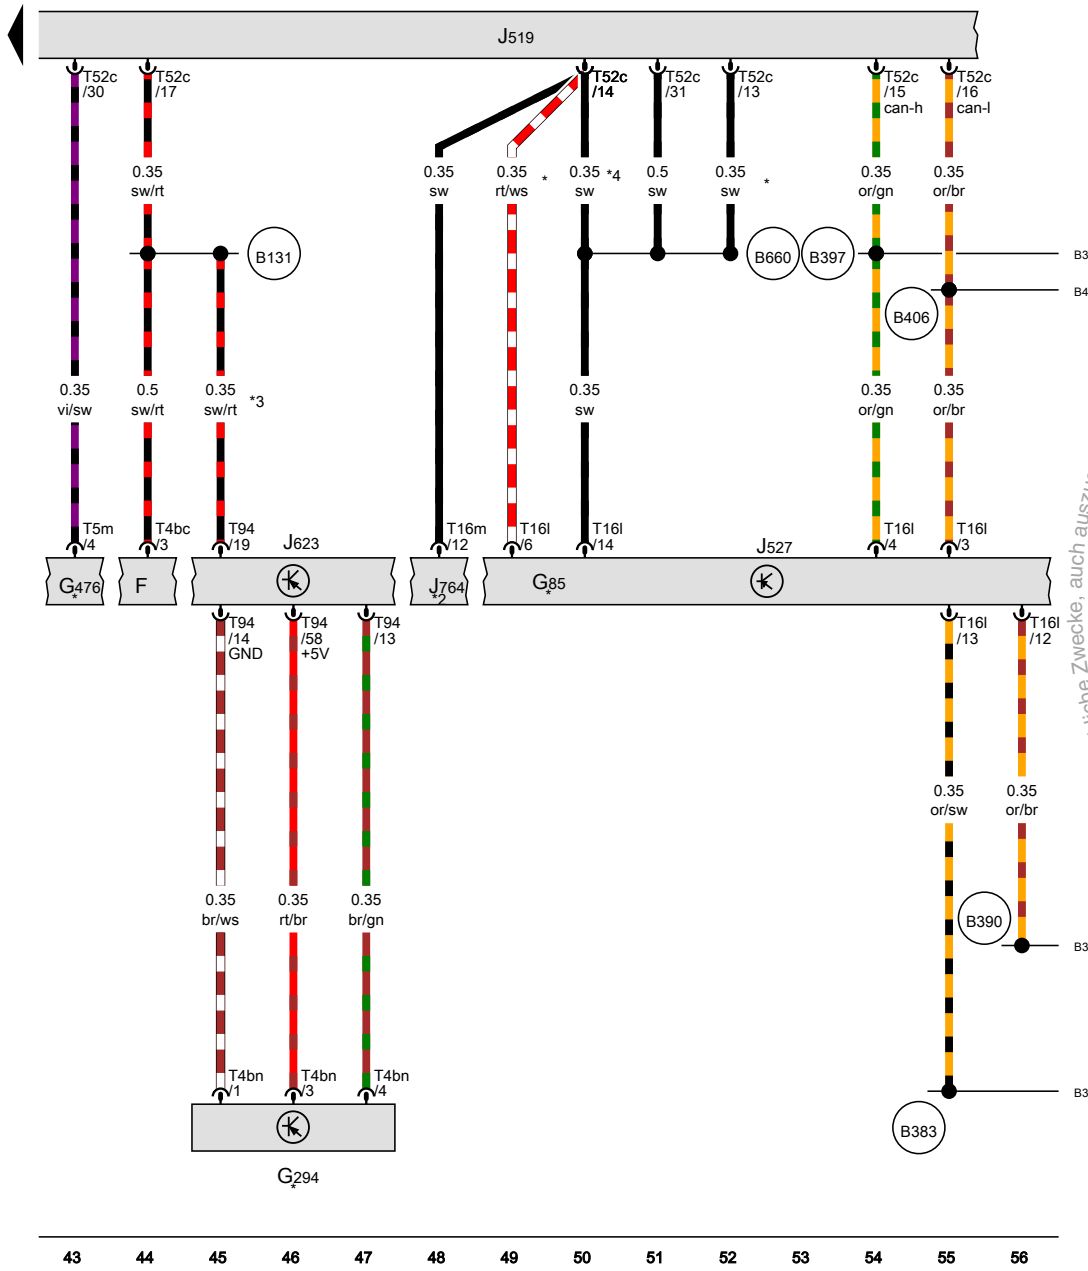 J519
T52c
/30
T52c
/17
T52c
/14
T52c
/31
T52c
/13
T52c
/15
can-h
T52c
/16
can-l
0.35
sw/rt
0.35
sw
0.35
rt/ws
*
0.35
sw
*4
0.5
sw
0.35
sw
*
0.35
or/gn
0.35
or/br
B131
B660
B397
B3
B406
B4
0.35
vi/sw
0.5
sw/rt
0.35
sw/rt
*3
0.35
sw
0.35
or/gn
0.35
or/br
T5m
/4
T4bc
/3
T94
/19
J623
T16m
/12
T16l
/6
T16l
/14
J527
T16l
/4
T16l
/3
G476
*
F
J764
*2
G85
*
T94
/14
GND
T94
/58
+5V
T94
/13
T16l
/13
T16l
/12
0.35
or/sw
0.35
or/br
0.35
br/ws
0.35
rt/br
0.35
br/gn
B390
B3
T4bn
/1
T4bn
/3
T4bn
/4
B383
B3
G294
*
43 44 45 46 47 48 49 50 51 52 53 54 55 56
Zwecke, auch